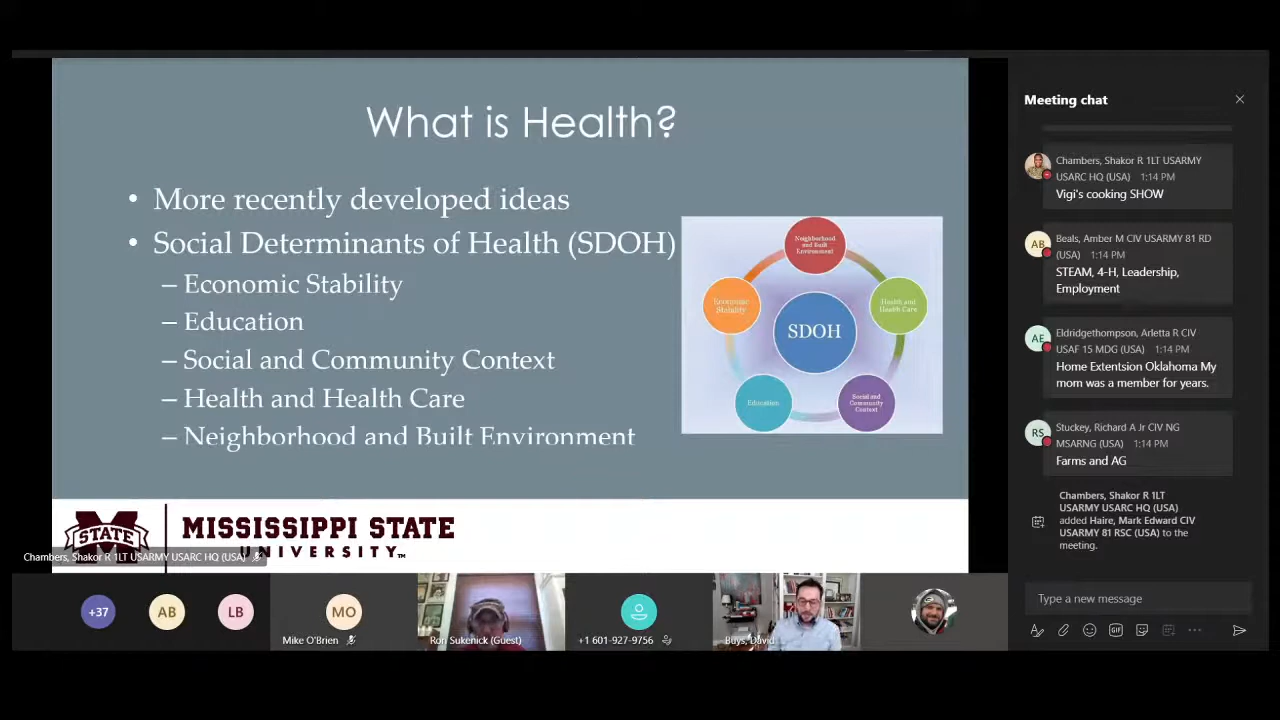 What is Health?
• More recently developed ideas
• Social Determinants of Health (SDOH)
– Economic Stability
– Education
– Social and Community Context
– Health and Health Care
– Neighborhood and Built Environment
Neighborhood
and Built
Environment
Economic
Stability
Health and
Health Care
SDOH
Education
Social and
Community
Context
STATE
MISSISSIPPI STATE
UNIVERSITY™
Chambers, Shakor R 1LT USARMY USARC HQ (USA)
+37
AB
LB
MO
Mike O'Brien
Ron Sukenick (Guest)
+1 601-927-9756
Buys, David
Meeting chat
Chambers, Shakor R 1LT USARMY
USARC HQ (USA) 1:14 PM
Vigi's cooking SHOW
AB
Beals, Amber M CIV USARMY 81 RD
(USA) 1:14 PM
STEAM, 4-H, Leadership,
Employment
AE
Eldridgethompson, Arletta R CIV
USAF 15 MDG (USA) 1:14 PM
Home Extentsion Oklahoma My
mom was a member for years.
RS
Stuckey, Richard A Jr CIV NG
MSARNG (USA) 1:14 PM
Farms and AG
Chambers, Shakor R 1LT
USARMY USARC HQ (USA)
added Haire, Mark Edward CIV
USARMY 81 RSC (USA) to the
meeting.
Type a new message
GIF